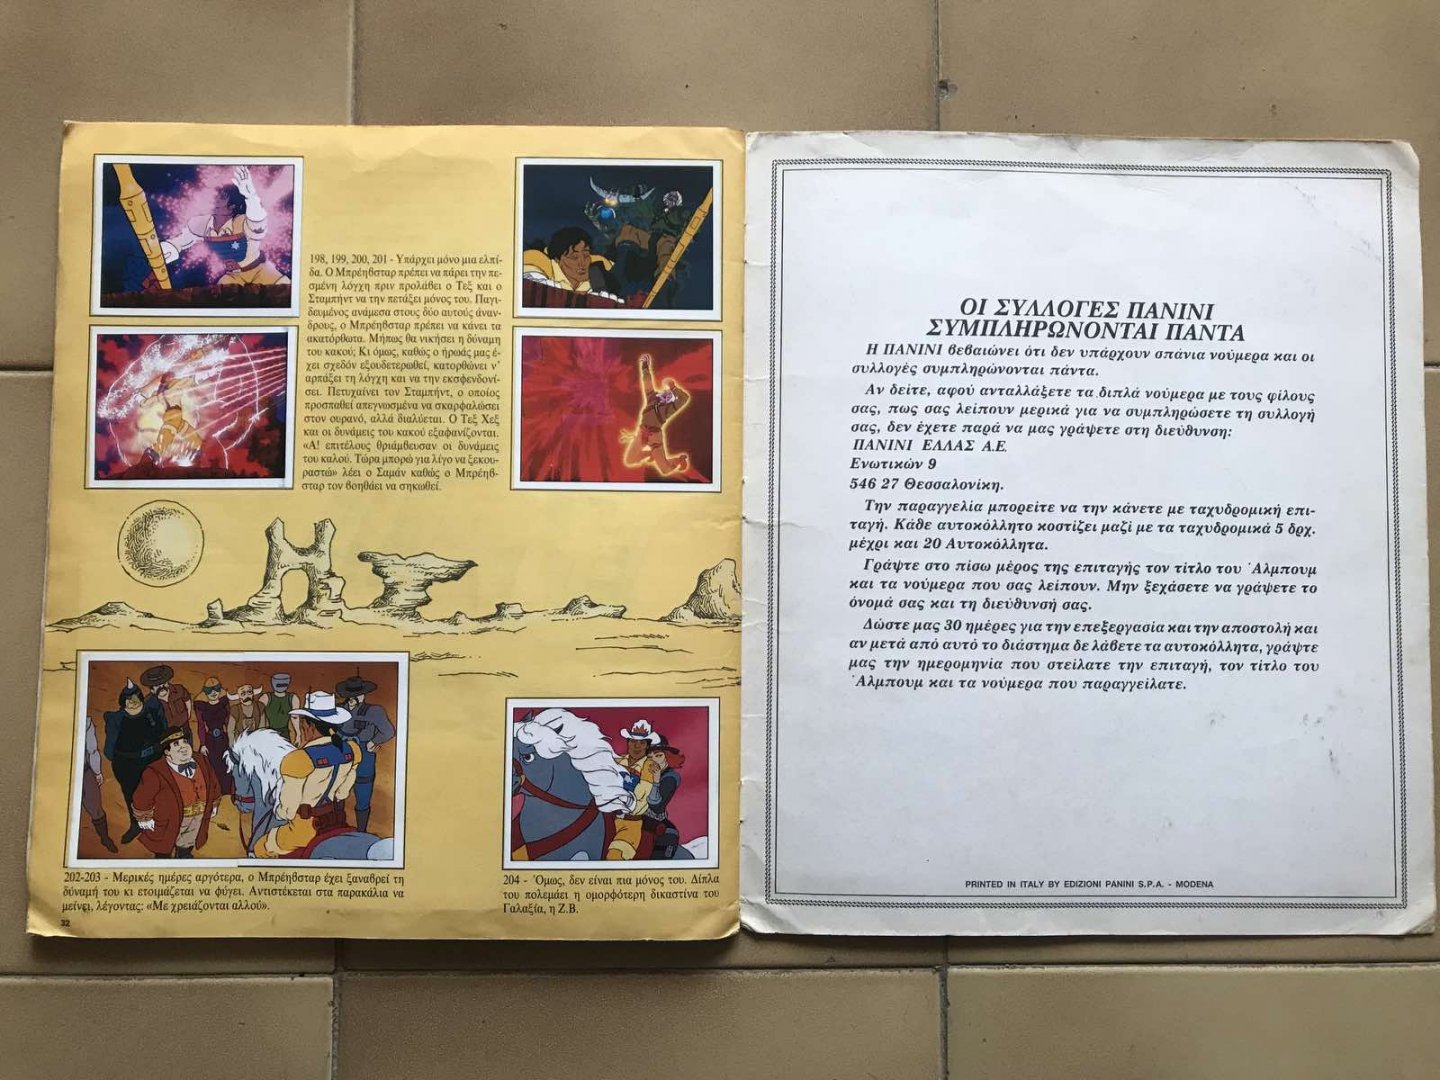 198, 199, 200, 201 - Υπάρχει μόνο μια ελπί-
δα. Ο Μπρέηβσταρ πρέπει να πάρει την πε-
σμένη λόγχη πριν προλάβει ο Τεξ και ο
Σταμπήντ να την πετάξει μόνος του. Παγι-
δευμένος ανάμεσα στους δύο αυτούς άναν-
δρους, ο Μπρέηβσταρ πρέπει να κάνει τα
ακατόρθωτα. Μήπως θα νικήσει η δύναμη
του κακού; Κι όμως, καθώς ο ήρωάς μας έ-
χει σχεδόν εξουδετερωθεί, κατορθώνει ν'
αρπάξει τη λόγχη και να την εκσφενδονί-
σει. Πετυχαίνει τον Σταμπήντ, ο οποίος
προσπαθεί απεγνωσμένα να σκαρφαλώσει
στον ουρανό, αλλά διαλύεται. Ο Τεξ Χεξ
και οι δυνάμεις του κακού εξαφανίζονται.
«Α! επιτέλους θριάμβευσαν οι δυνάμεις
του καλού. Τώρα μπορώ για λίγο να ξεκου-
ραστώ» λέει ο Σαμάν καθώς ο Μπρέηβ-
σταρ τον βοηθάει να σηκωθεί.
202-203 - Μερικές ημέρες αργότερα, ο Μπρέηβσταρ έχει ξαναβρεί τη
δύναμή του κι ετοιμάζεται να φύγει. Αντιστέκεται στα παρακάλια να
μείνει, λέγοντας: «Με χρειάζονται αλλού».
204 - Όμως, δεν είναι πια μόνος του. Δίπλα
του πολεμάει η ομορφότερη δικαστίνα του
Γαλαξία, η Ζ.Β.
32
ΟΙ ΣΥΛΛΟΓΕΣ ΠΑΝΙΝΙ
ΣΥΜΠΛΗΡΩΝΟΝΤΑΙ ΠΑΝΤΑ
Η ΠΑΝΙΝΙ βεβαιώνει ότι δεν υπάρχουν σπάνια νούμερα και οι
συλλογές συμπληρώνονται πάντα.
Αν δείτε, αφού ανταλλάξετε τα διπλά νούμερα με τους φίλους
σας, πως σας λείπουν μερικά για να συμπληρώσετε τη συλλογή
σας, δεν έχετε παρά να μας γράψετε στη διεύθυνση:
ΠΑΝΙΝΙ ΕΛΛΑΣ Α.Ε.
Ενωτικών 9
546 27 Θεσσαλονίκη.
Την παραγγελία μπορείτε να την κάνετε με ταχυδρομική επι-
ταγή. Κάθε αυτοκόλλητο κοστίζει μαζί με τα ταχυδρομικά 5 δρχ.
μέχρι και 20 Αυτοκόλλητα.
Γράψτε στο πίσω μέρος της επιταγής τον τίτλο του Άλμπουμ
και τα νούμερα που σας λείπουν. Μην ξεχάσετε να γράψετε το
όνομά σας και τη διεύθυνσή σας.
Δώστε μας 30 ημέρες για την επεξεργασία και την αποστολή και
αν μετά από αυτό το διάστημα δε λάβετε τα αυτοκόλλητα, γράψτε
μας την ημερομηνία που στείλατε την επιταγή, τον τίτλο του
Άλμπουμ και τα νούμερα που παραγγείλατε.
PRINTED IN ITALY BY EDIZIONI PANINI S.P.A. - MODENA